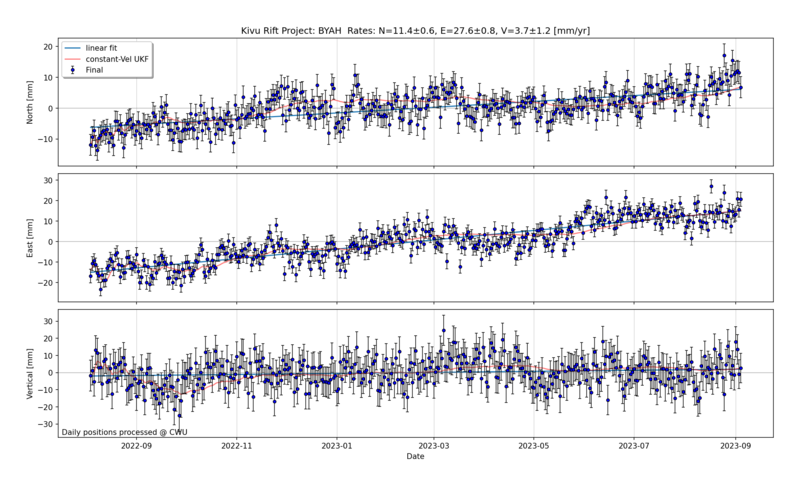 Kivu Rift Project: BYAH  Rates: N=11.4±0.6, E=27.6±0.8, V=3.7±1.2 [mm/yr]
linear fit
constant-Vel UKF
Final
North [mm]
20
10
0
−10
East [mm]
30
20
10
0
−10
−20
Vertical [mm]
30
20
10
0
−10
−20
−30
Daily positions processed @ CWU
2022-09 2022-11 2023-01 2023-03 2023-05 2023-07 2023-09
Date